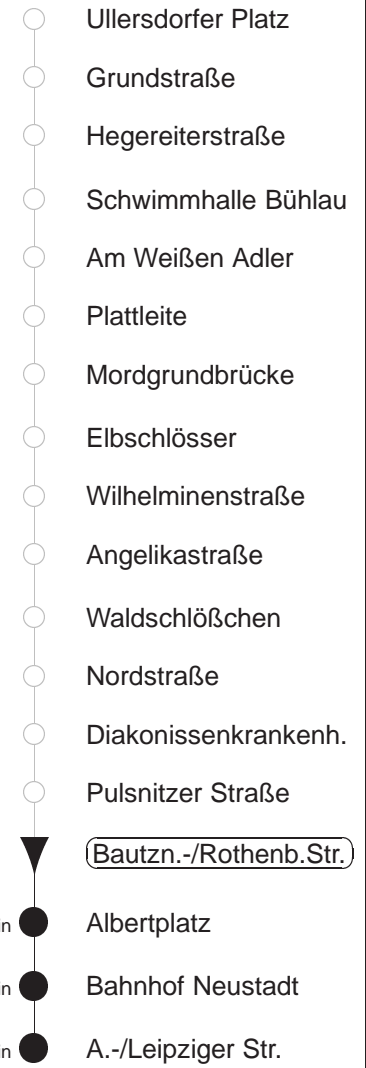 Ullersdorfer Platz
Grundstraße
Hegereiterstraße
Schwimmhalle Bühlau
Am Weißen Adler
Plattleite
Mordgrundbrücke
Elbschlösser
Wilhelminenstraße
Angelikastraße
Waldschlößchen
Nordstraße
Diakonissenkrankenh.
Pulsnitzer Straße
Bautzn.-/Rothenb.Str.
Albertplatz
Bahnhof Neustadt
A.-/Leipziger Str.